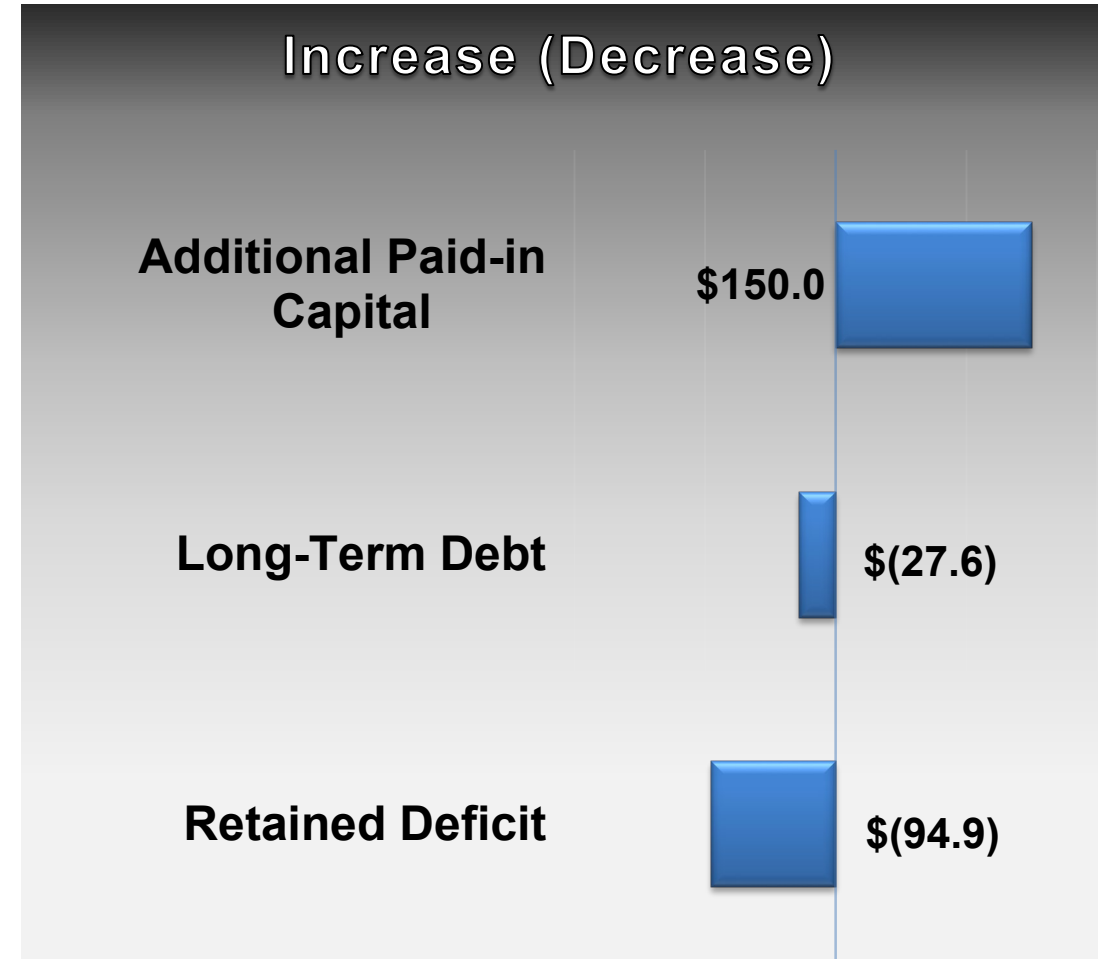 Increase (Decrease)
Additional Paid-in
Capital
$150.0
Long-Term Debt
$(27.6)
Retained Deficit
$(94.9)